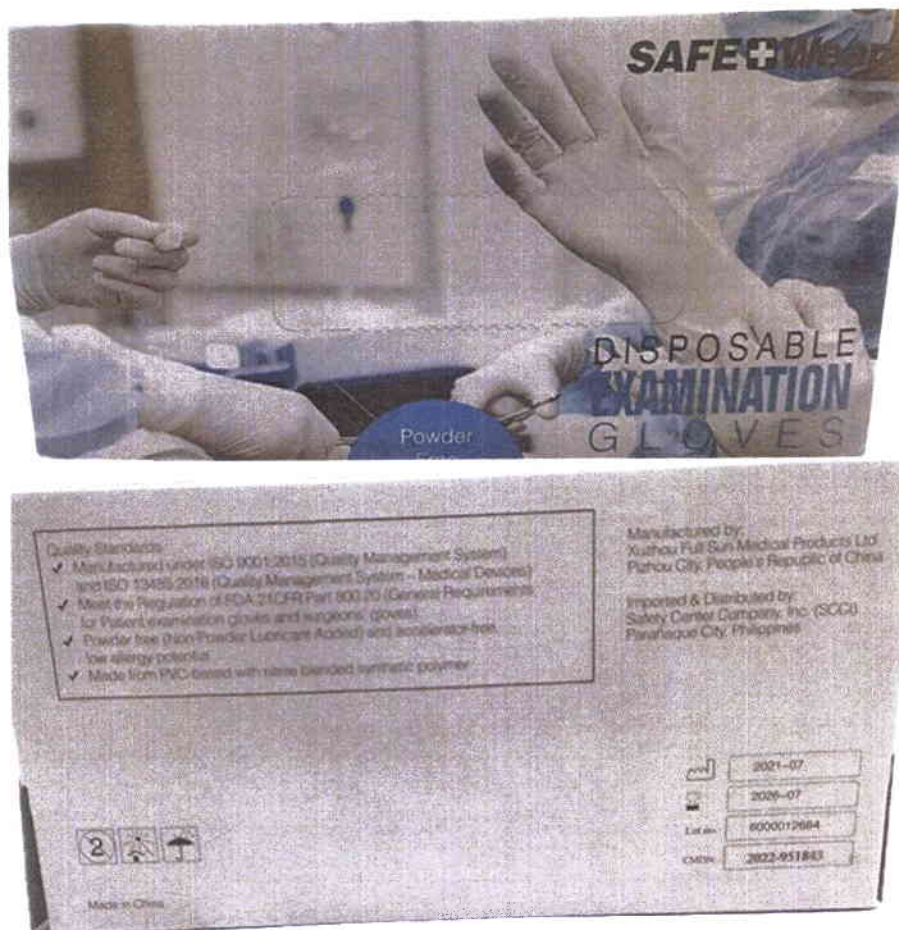 SAFE Wear
DISPOSABLE
EXAMINATION
GLOVES
Powder
Free
Quality Standards
✓ Manufactured under ISO 9001:2015 (Quality Management System)
and ISO 13485:2016 (Quality Management System – Medical Devices)
✓ Meet the Regulation of FDA 21CFR Part 800.20 (General Requirements
for Patient examination gloves and surgeons' gloves)
✓ Powder free (Non-Powder Lubricant Added) and accelerator-free,
low allergy potential
✓ Made from PVC-based with nitrile blended synthetic polymer
Manufactured by:
Xuzhou Full Sun Medical Products Ltd
Pizhou City, People's Republic of China
Imported & Distributed by:
Safety Center Company, Inc. (SCCI)
Parañaque City, Philippines
2021-07
2026-07
Lot no. 6000012684
CMDN: 2022-951843
2
Made in China